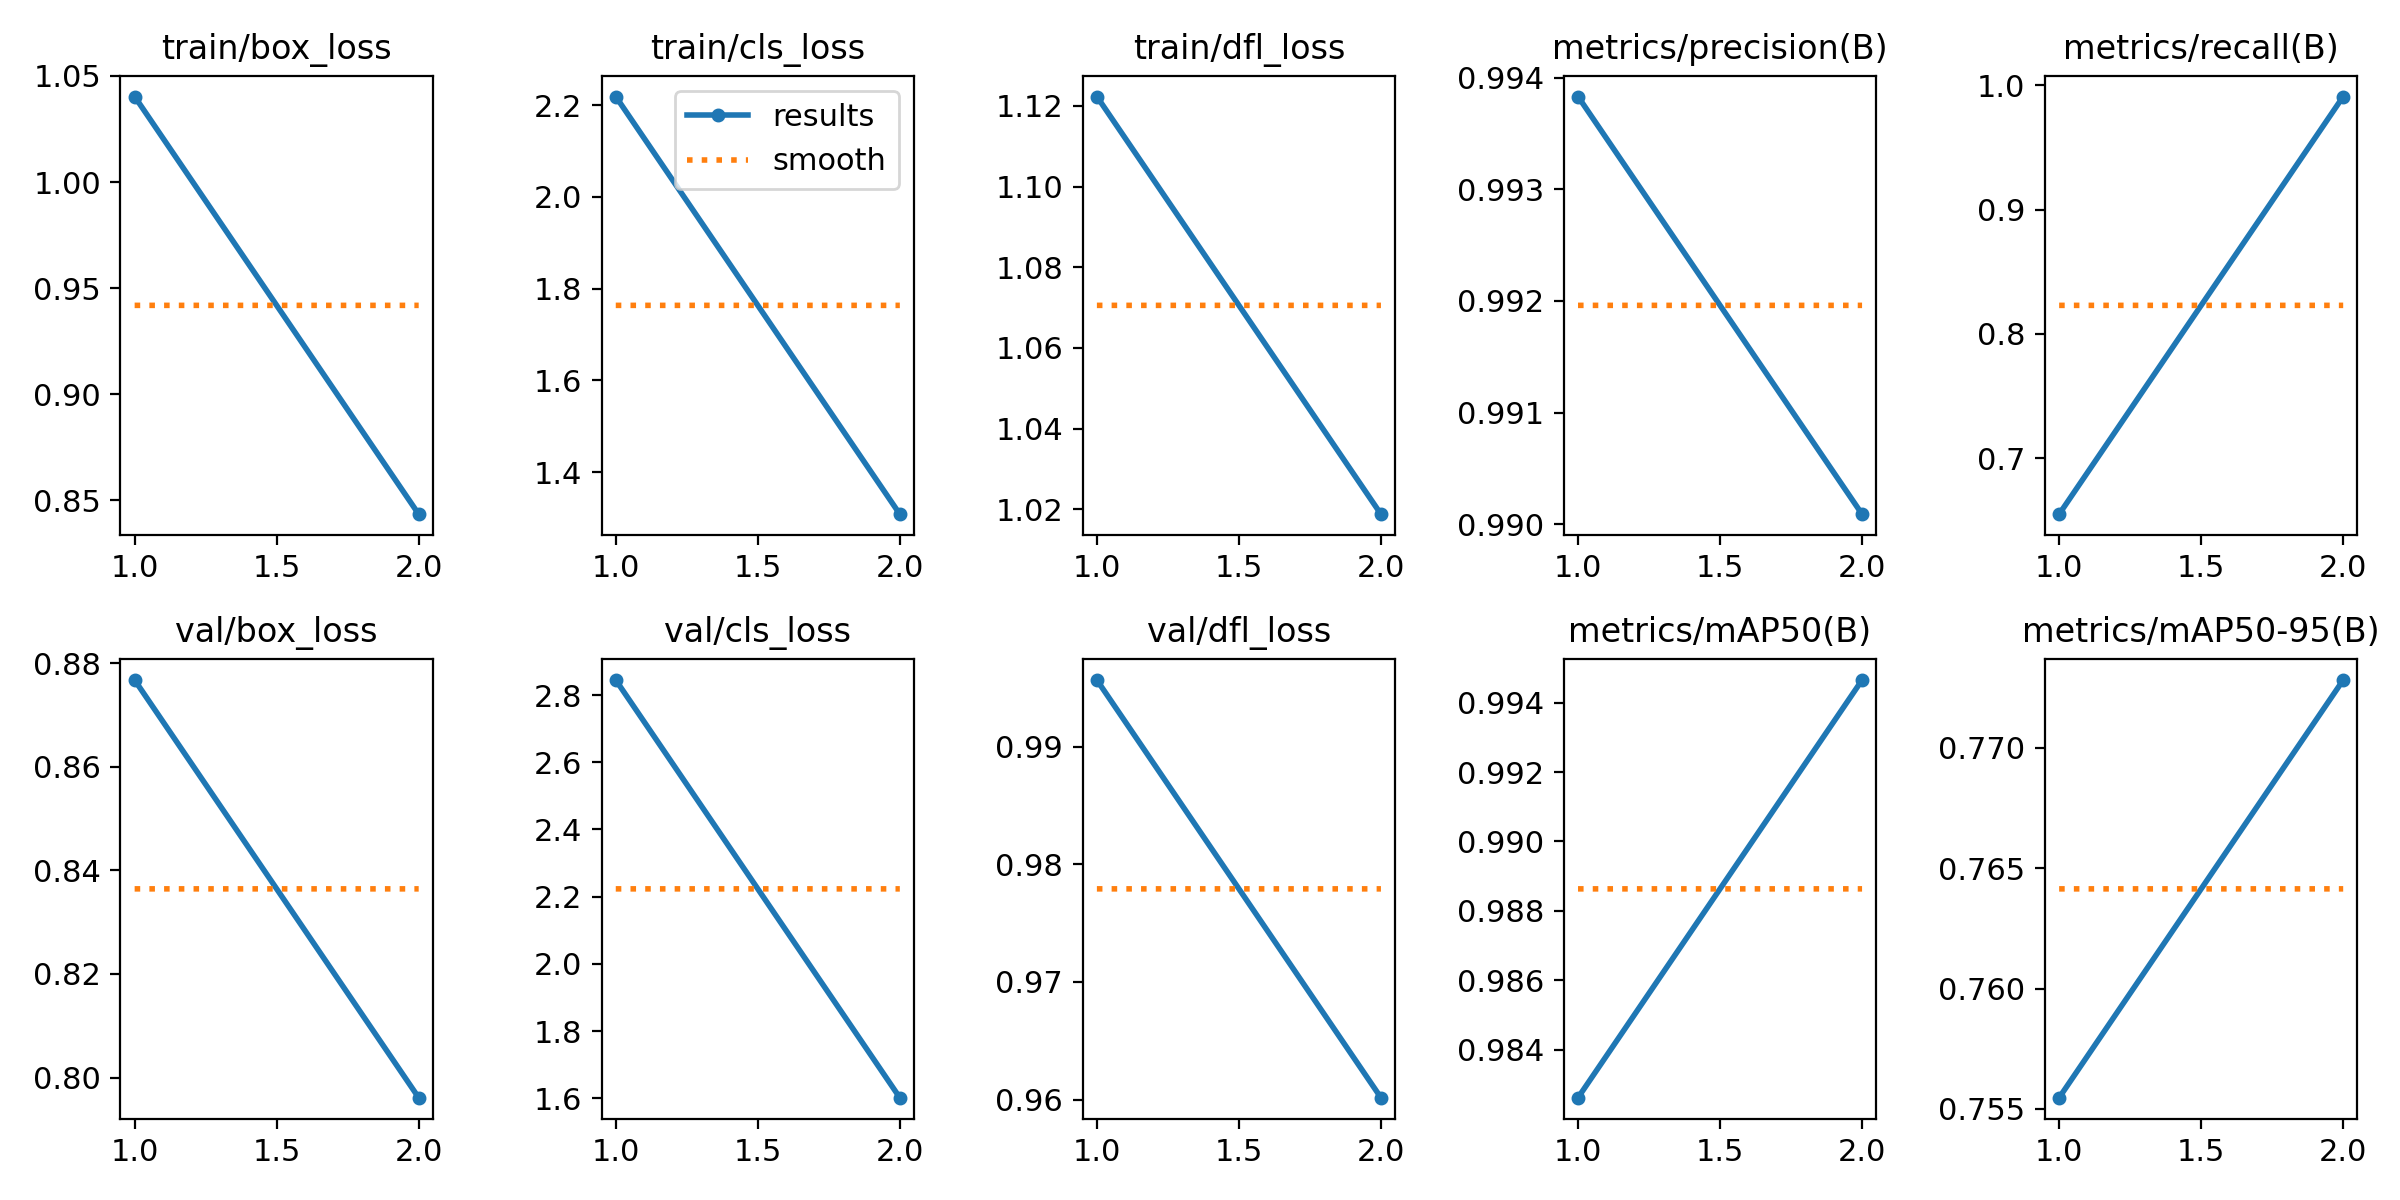 train/box_loss
1.05
1.00
0.95
0.90
0.85
1.0 1.5 2.0
train/cls_loss
results
smooth
2.2
2.0
1.8
1.6
1.4
1.0 1.5 2.0
train/dfl_loss
1.12
1.10
1.08
1.06
1.04
1.02
1.0 1.5 2.0
metrics/precision(B)
0.994
0.993
0.992
0.991
0.990
1.0 1.5 2.0
metrics/recall(B)
1.0
0.9
0.8
0.7
1.0 1.5 2.0
val/box_loss
0.88
0.86
0.84
0.82
0.80
1.0 1.5 2.0
val/cls_loss
2.8
2.6
2.4
2.2
2.0
1.8
1.6
1.0 1.5 2.0
val/dfl_loss
0.99
0.98
0.97
0.96
1.0 1.5 2.0
metrics/mAP50(B)
0.994
0.992
0.990
0.988
0.986
0.984
1.0 1.5 2.0
metrics/mAP50-95(B)
0.770
0.765
0.760
0.755
1.0 1.5 2.0